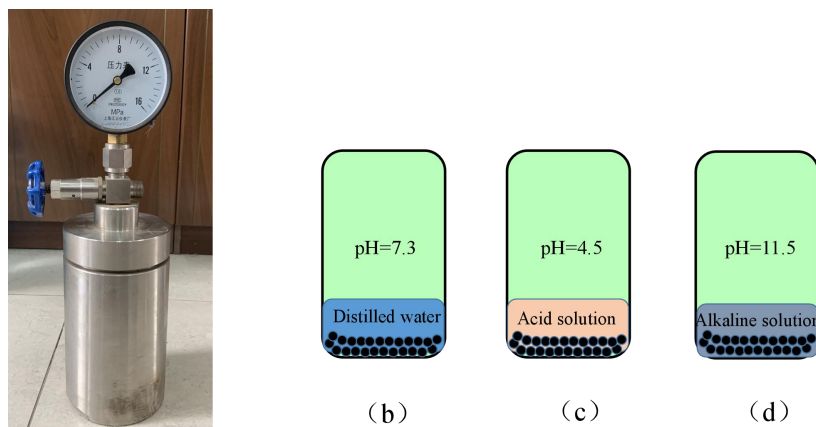 8
压力表
4
12
0
16
MPa
pH=7.3
pH=4.5
pH=11.5
Distilled water
Acid solution
Alkaline solution
（b）
（c）
（d）